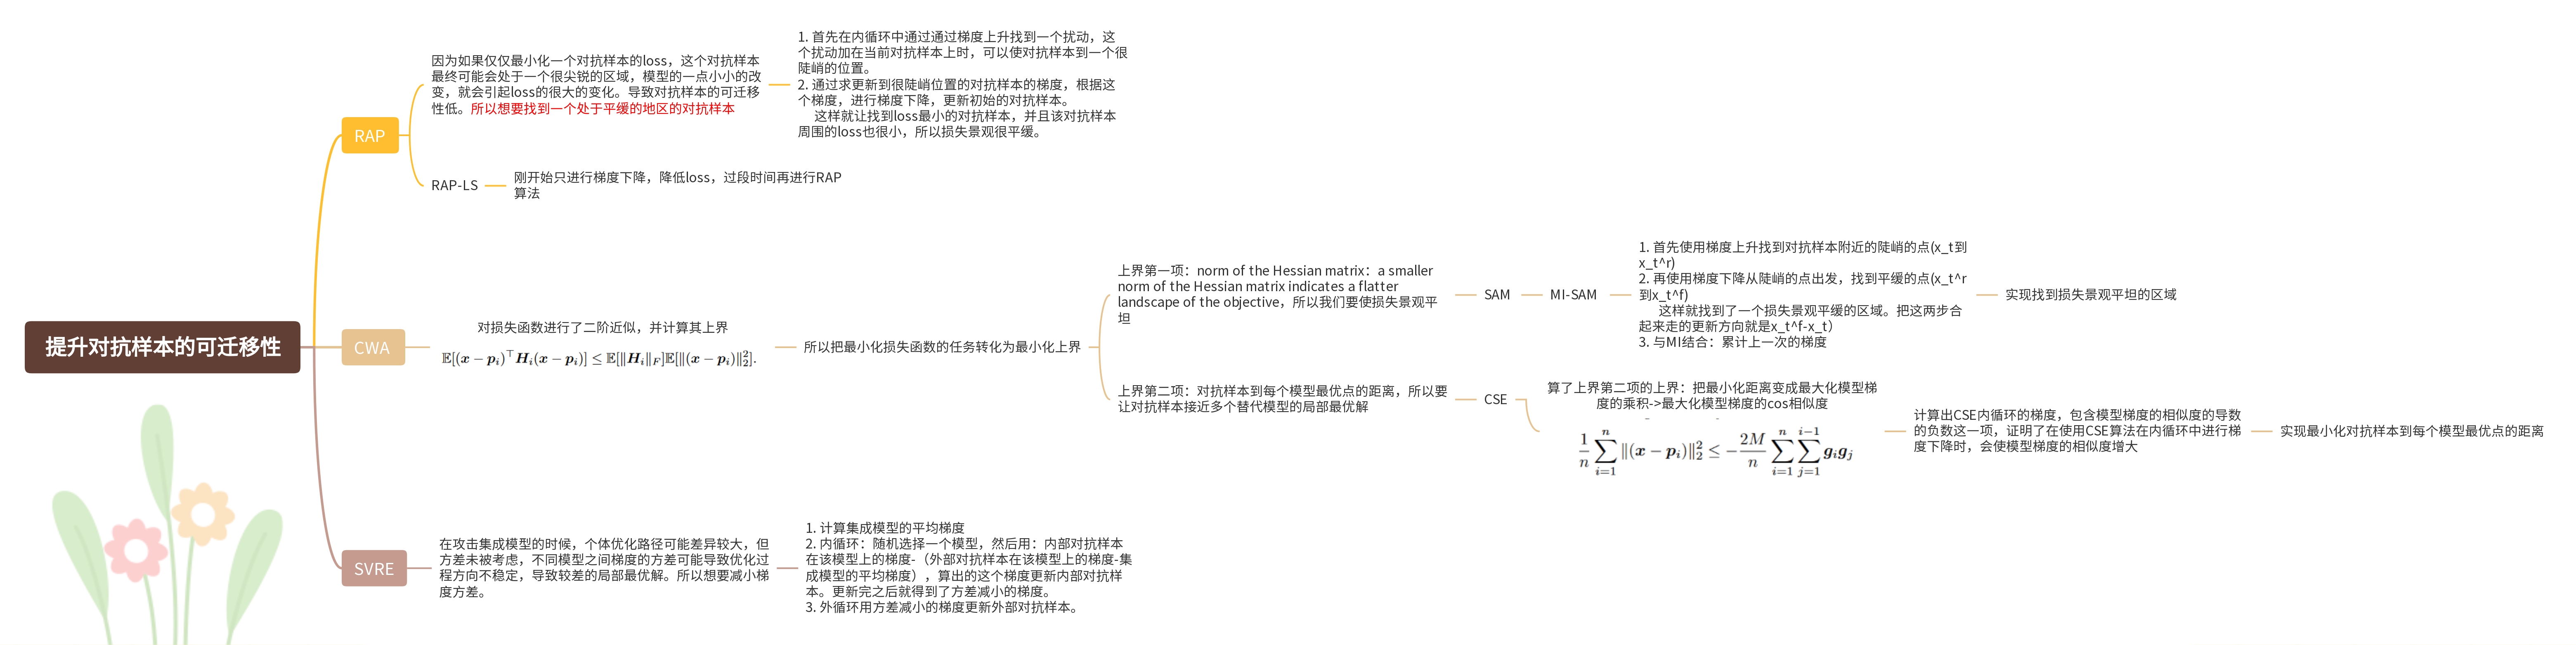 提升对抗样本的可迁移性
RAP
因为如果仅仅最小化一个对抗样本的loss，这个对抗样本
最终可能会处于一个很尖锐的区域，模型的一点小小的改
变，就会引起loss的很大的变化。导致对抗样本的可迁移
性低。所以想要找到一个处于平缓的地区的对抗样本
1. 首先在内循环中通过通过梯度上升找到一个扰动，这
个扰动加在当前对抗样本上时，可以使对抗样本到一个很
陡峭的位置。
2. 通过求更新到很陡峭位置的对抗样本的梯度，根据这
个梯度，进行梯度下降，更新初始的对抗样本。
这样就让找到loss最小的对抗样本，并且该对抗样本
周围的loss也很小，所以损失景观很平缓。
RAP-LS
刚开始只进行梯度下降，降低loss，过段时间再进行RAP
算法
CWA
对损失函数进行了二阶近似，并计算其上界
𝔼[(x − p_i)^⊤ H_i(x − p_i)] ≤ 𝔼[‖H_i‖_F]𝔼[‖(x − p_i)‖_2^2].
所以把最小化损失函数的任务转化为最小化上界
上界第一项：norm of the Hessian matrix：a smaller
norm of the Hessian matrix indicates a flatter
landscape of the objective，所以我们要使损失景观平
坦
SAM
MI-SAM
1. 首先使用梯度上升找到对抗样本附近的陡峭的点(x_t到
x_t^r)
2. 再使用梯度下降从陡峭的点出发，找到平缓的点(x_t^r
到x_t^f)
这样就找到了一个损失景观平缓的区域。把这两步合
起来走的更新方向就是x_t^f-x_t）
3. 与MI结合：累计上一次的梯度
实现找到损失景观平坦的区域
上界第二项：对抗样本到每个模型最优点的距离，所以要
让对抗样本接近多个替代模型的局部最优解
CSE
算了上界第二项的上界：把最小化距离变成最大化模型梯
度的乘积->最大化模型梯度的cos相似度
\frac{1}{n} \sum_{i=1}^{n} ‖(x − p_i)‖_2^2 ≤ −\frac{2M}{n} \sum_{i=1}^{n} \sum_{j=1}^{i−1} g_i g_j
计算出CSE内循环的梯度，包含模型梯度的相似度的导数
的负数这一项，证明了在使用CSE算法在内循环中进行梯
度下降时，会使模型梯度的相似度增大
实现最小化对抗样本到每个模型最优点的距离
SVRE
在攻击集成模型的时候，个体优化路径可能差异较大，但
方差未被考虑，不同模型之间梯度的方差可能导致优化过
程方向不稳定，导致较差的局部最优解。所以想要减小梯
度方差。
1. 计算集成模型的平均梯度
2. 内循环：随机选择一个模型，然后用：内部对抗样本
在该模型上的梯度-（外部对抗样本在该模型上的梯度-集
成模型的平均梯度），算出的这个梯度更新内部对抗样
本。更新完之后就得到了方差减小的梯度。
3. 外循环用方差减小的梯度更新外部对抗样本。